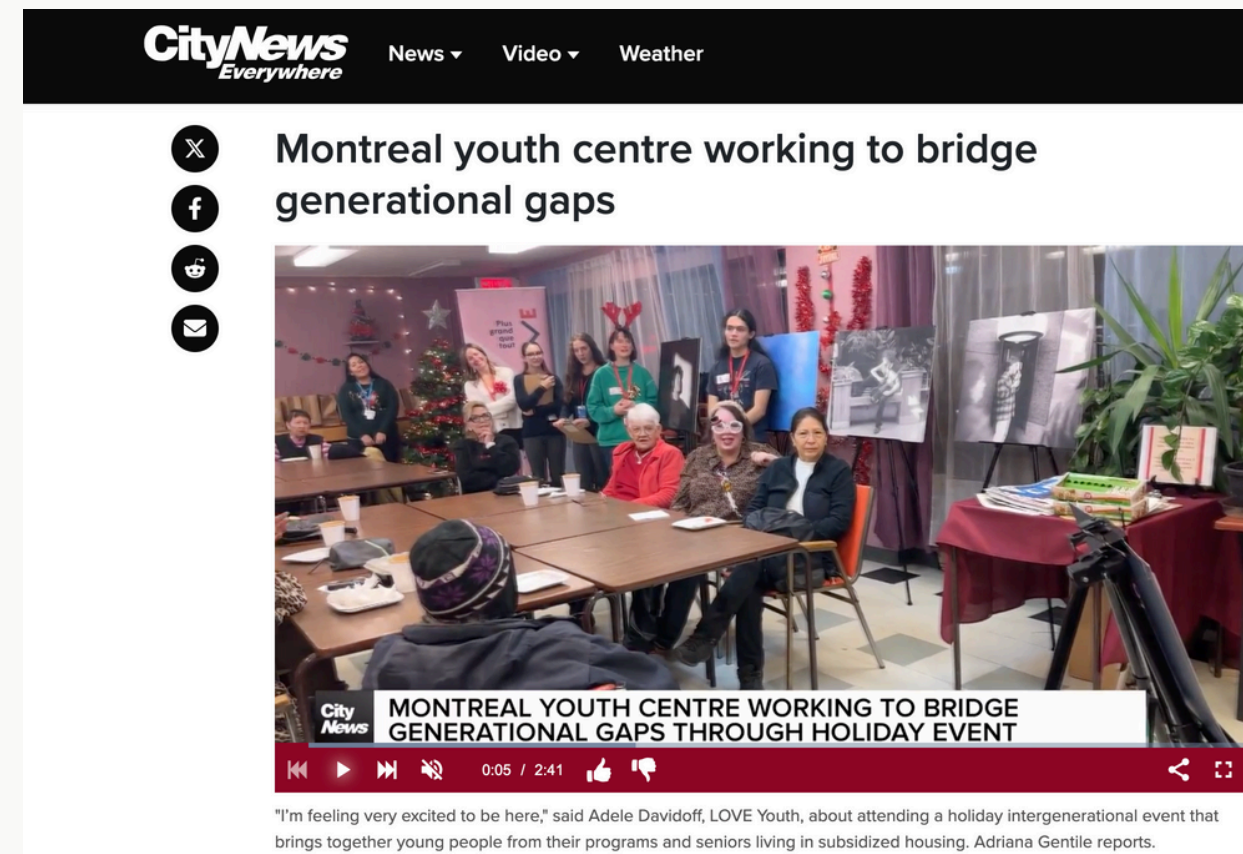 CityNews
Everywhere
News
Video
Weather
Montreal youth centre working to bridge
generational gaps
Plus
grand
que
tout
City
News
MONTREAL YOUTH CENTRE WORKING TO BRIDGE
GENERATIONAL GAPS THROUGH HOLIDAY EVENT
0:05 / 2:41
"I'm feeling very excited to be here," said Adele Davidoff, LOVE Youth, about attending a holiday intergenerational event that
brings together young people from their programs and seniors living in subsidized housing. Adriana Gentile reports.